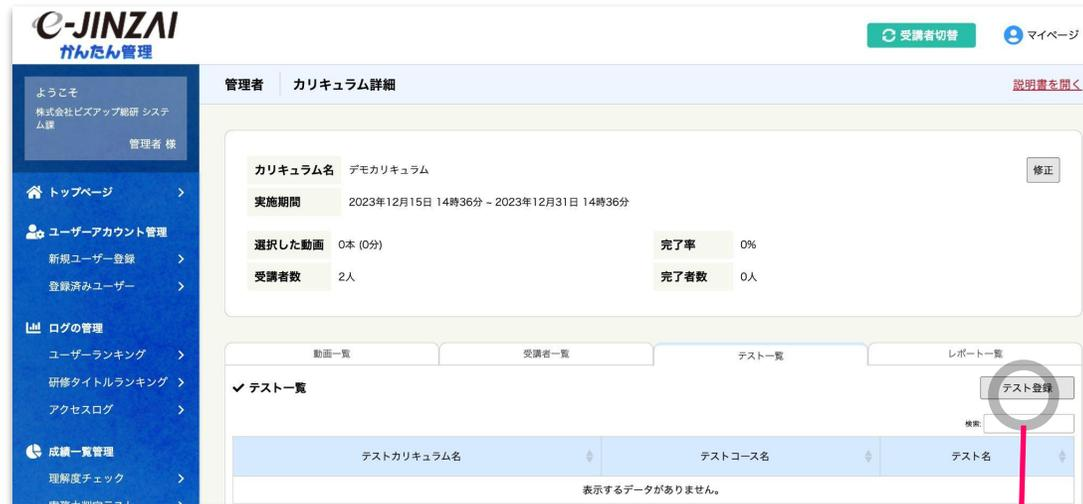 e-JINZAI
かんたん管理
受講者切替
マイページ
ようこそ
株式会社ビズアップ総研 システ
ム課
管理者 様
管理者 カリキュラム詳細
説明書を開く
カリキュラム名 デモカリキュラム
修正
実施期間 2023年12月15日 14時36分 ~ 2023年12月31日 14時36分
選択した動画 0本 (0分) 完了率 0%
受講者数 2人 完了者数 0人
トップページ
ユーザーアカウント管理
新規ユーザー登録
登録済みユーザー
ログの管理
ユーザーランキング
研修タイトルランキング
アクセスログ
成績一覧管理
理解度チェック
動画一覧 受講者一覧 テスト一覧 レポート一覧
テスト一覧
テスト登録
検索:
テストカリキュラム名 テストコース名 テスト名
表示するデータがありません。